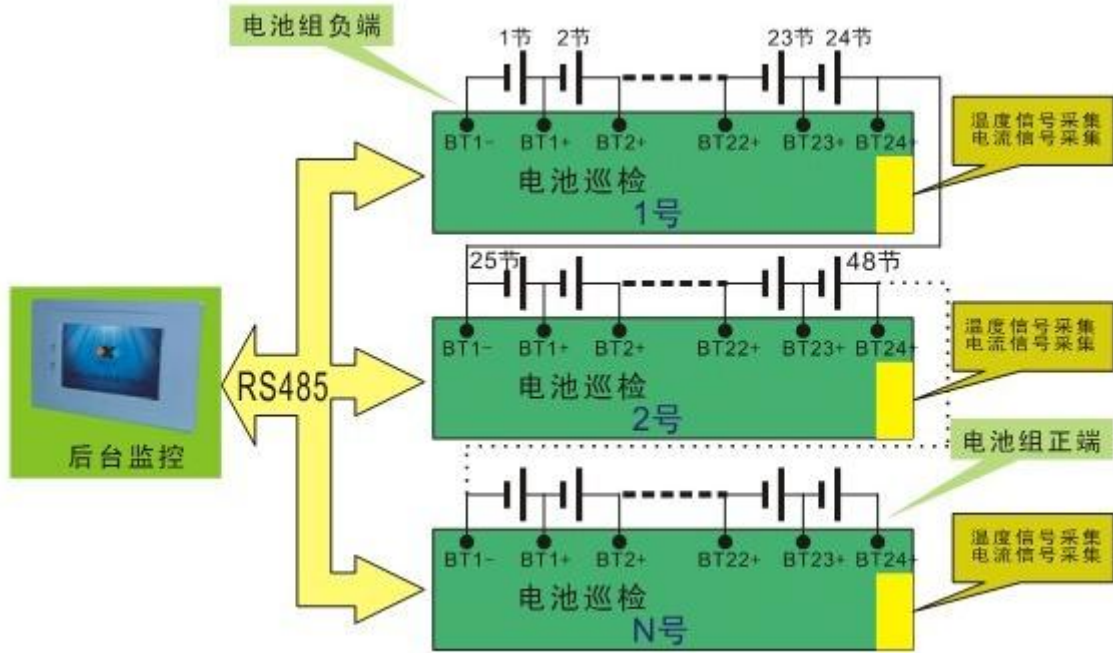 电池组负端
1节 2节 23节 24节
BT1- BT1+ BT2+ BT22+ BT23+ BT24+
电池巡检
1号
温度信号采集
电流信号采集
25节 48节
BT1- BT1+ BT2+ BT22+ BT23+ BT24+
电池巡检
2号
温度信号采集
电流信号采集
RS485
后台监控
电池组正端
BT1- BT1+ BT2+ BT22+ BT23+ BT24+
电池巡检
N号
温度信号采集
电流信号采集